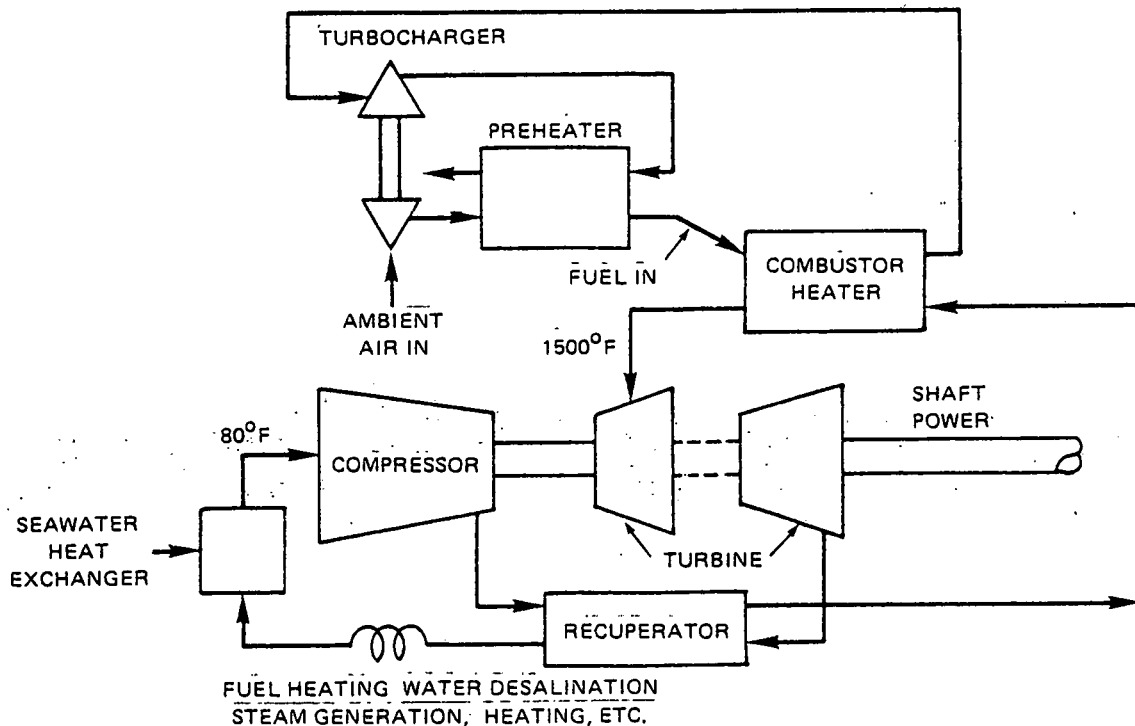 TURBOCHARGER
PREHEATER
FUEL IN
COMBUSTOR
HEATER
AMBIENT
AIR IN
1500°F
SHAFT
POWER
80°F
COMPRESSOR
SEAWATER
HEAT
EXCHANGER
TURBINE
RECUPERATOR
FUEL HEATING WATER DESALINATION
STEAM GENERATION, HEATING, ETC.